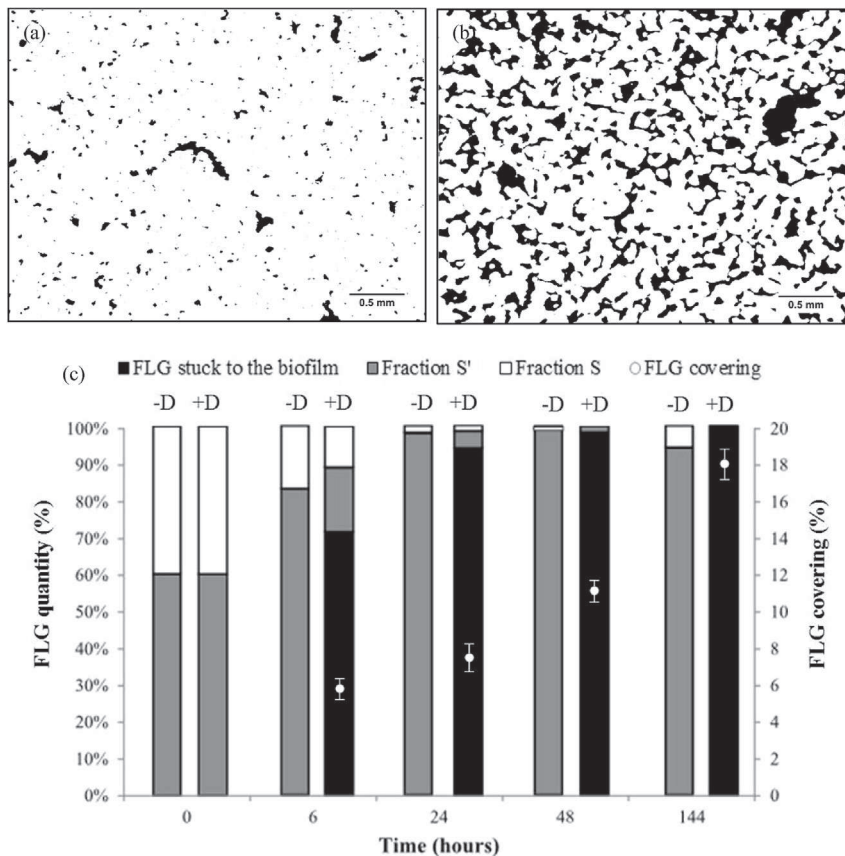 (a)
0.5 mm
(b)
0.5 mm
(c)
FLG stuck to the biofilm Fraction S' Fraction S FLG covering
-D +D -D +D -D +D -D +D -D +D
100%
90%
80%
70%
60%
50%
40%
30%
20%
10%
0%
FLG quantity (%)
20
18
16
14
12
10
8
6
4
2
0
FLG covering (%)
0 6 24 48 144
Time (hours)